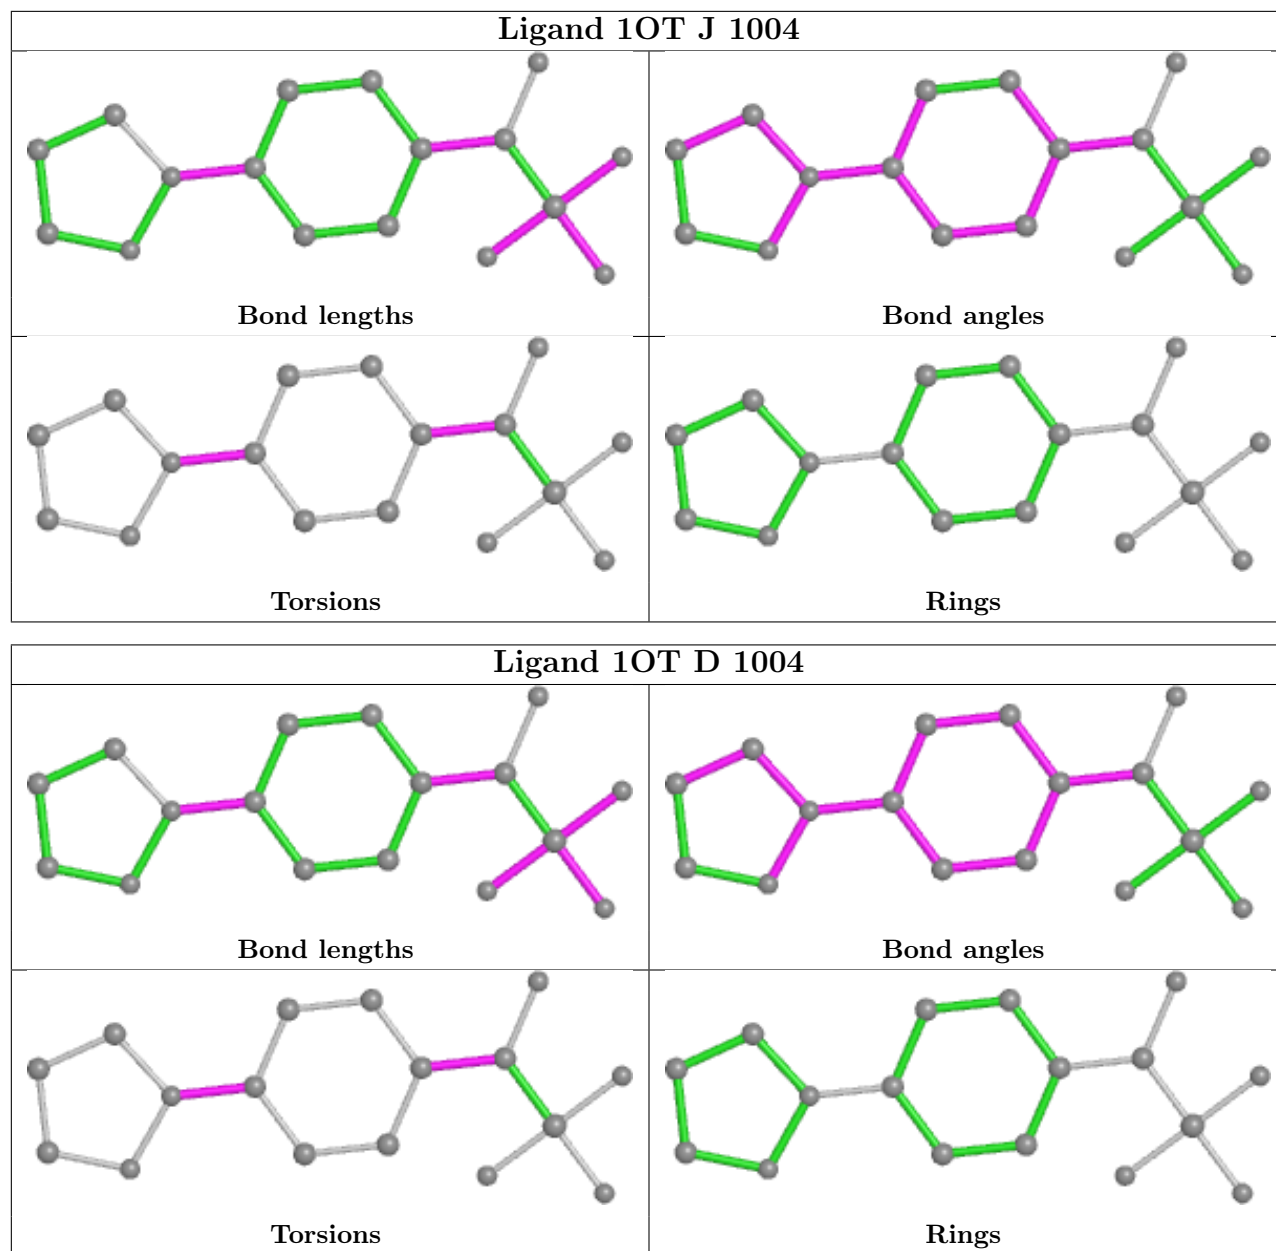 Ligand 1OT J 1004
Bond lengths
Bond angles
Torsions
Rings
Ligand 1OT D 1004
Bond lengths
Bond angles
Torsions
Rings